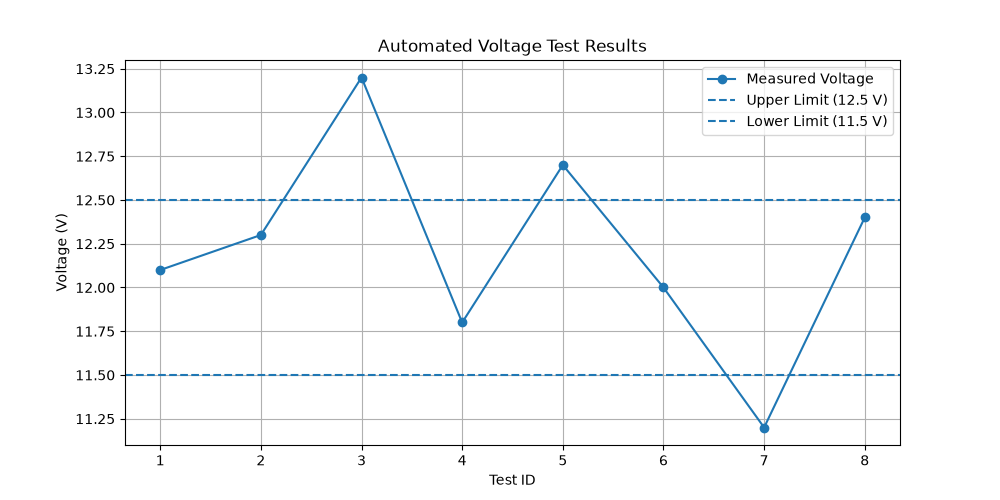 Automated Voltage Test Results
Voltage (V)
13.25
13.00
12.75
12.50
12.25
12.00
11.75
11.50
11.25
Measured Voltage
Upper Limit (12.5 V)
Lower Limit (11.5 V)
1 2 3 4 5 6 7 8
Test ID